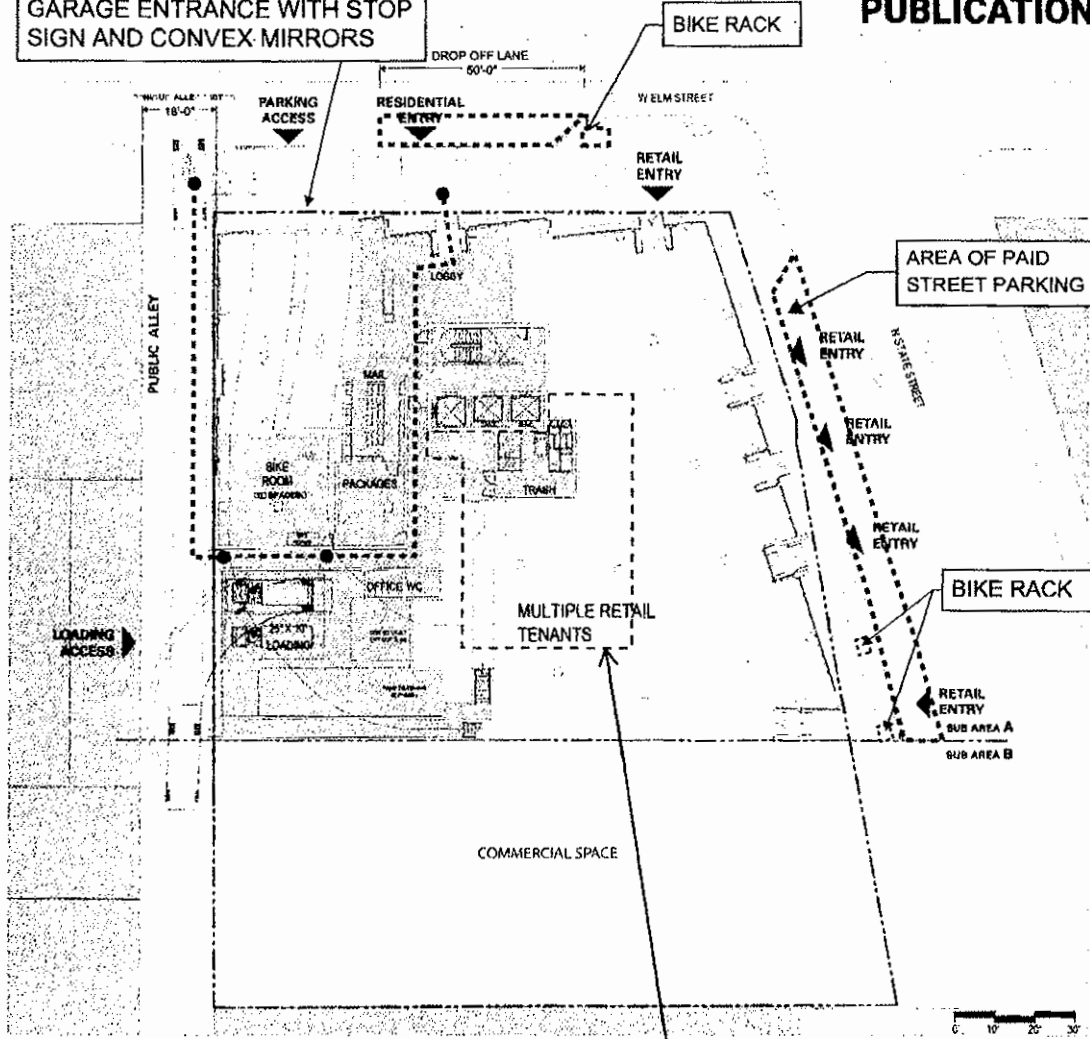 GARAGE ENTRANCE WITH STOP
SIGN AND CONVEX MIRRORS
BIKE RACK
PUBLICATION
DROP OFF LANE
50'-0"
18'-0"
PARKING
ACCESS
RESIDENTIAL
ENTRY
W ELM STREET
RETAIL
ENTRY
AREA OF PAID
STREET PARKING
LOBBY
PUBLIC ALLEY
RETAIL
ENTRY
N STATE STREET
MAIL
RETAIL
ENTRY
BIKE
ROOM
PACKAGES
TRASH
RETAIL
ENTRY
OFFICE WC
BIKE RACK
MULTIPLE RETAIL
TENANTS
LOADING
ACCESS
LOADING
RETAIL
ENTRY
SUB AREA A
SUB AREA B
COMMERCIAL SPACE
0' 10' 20' 30'